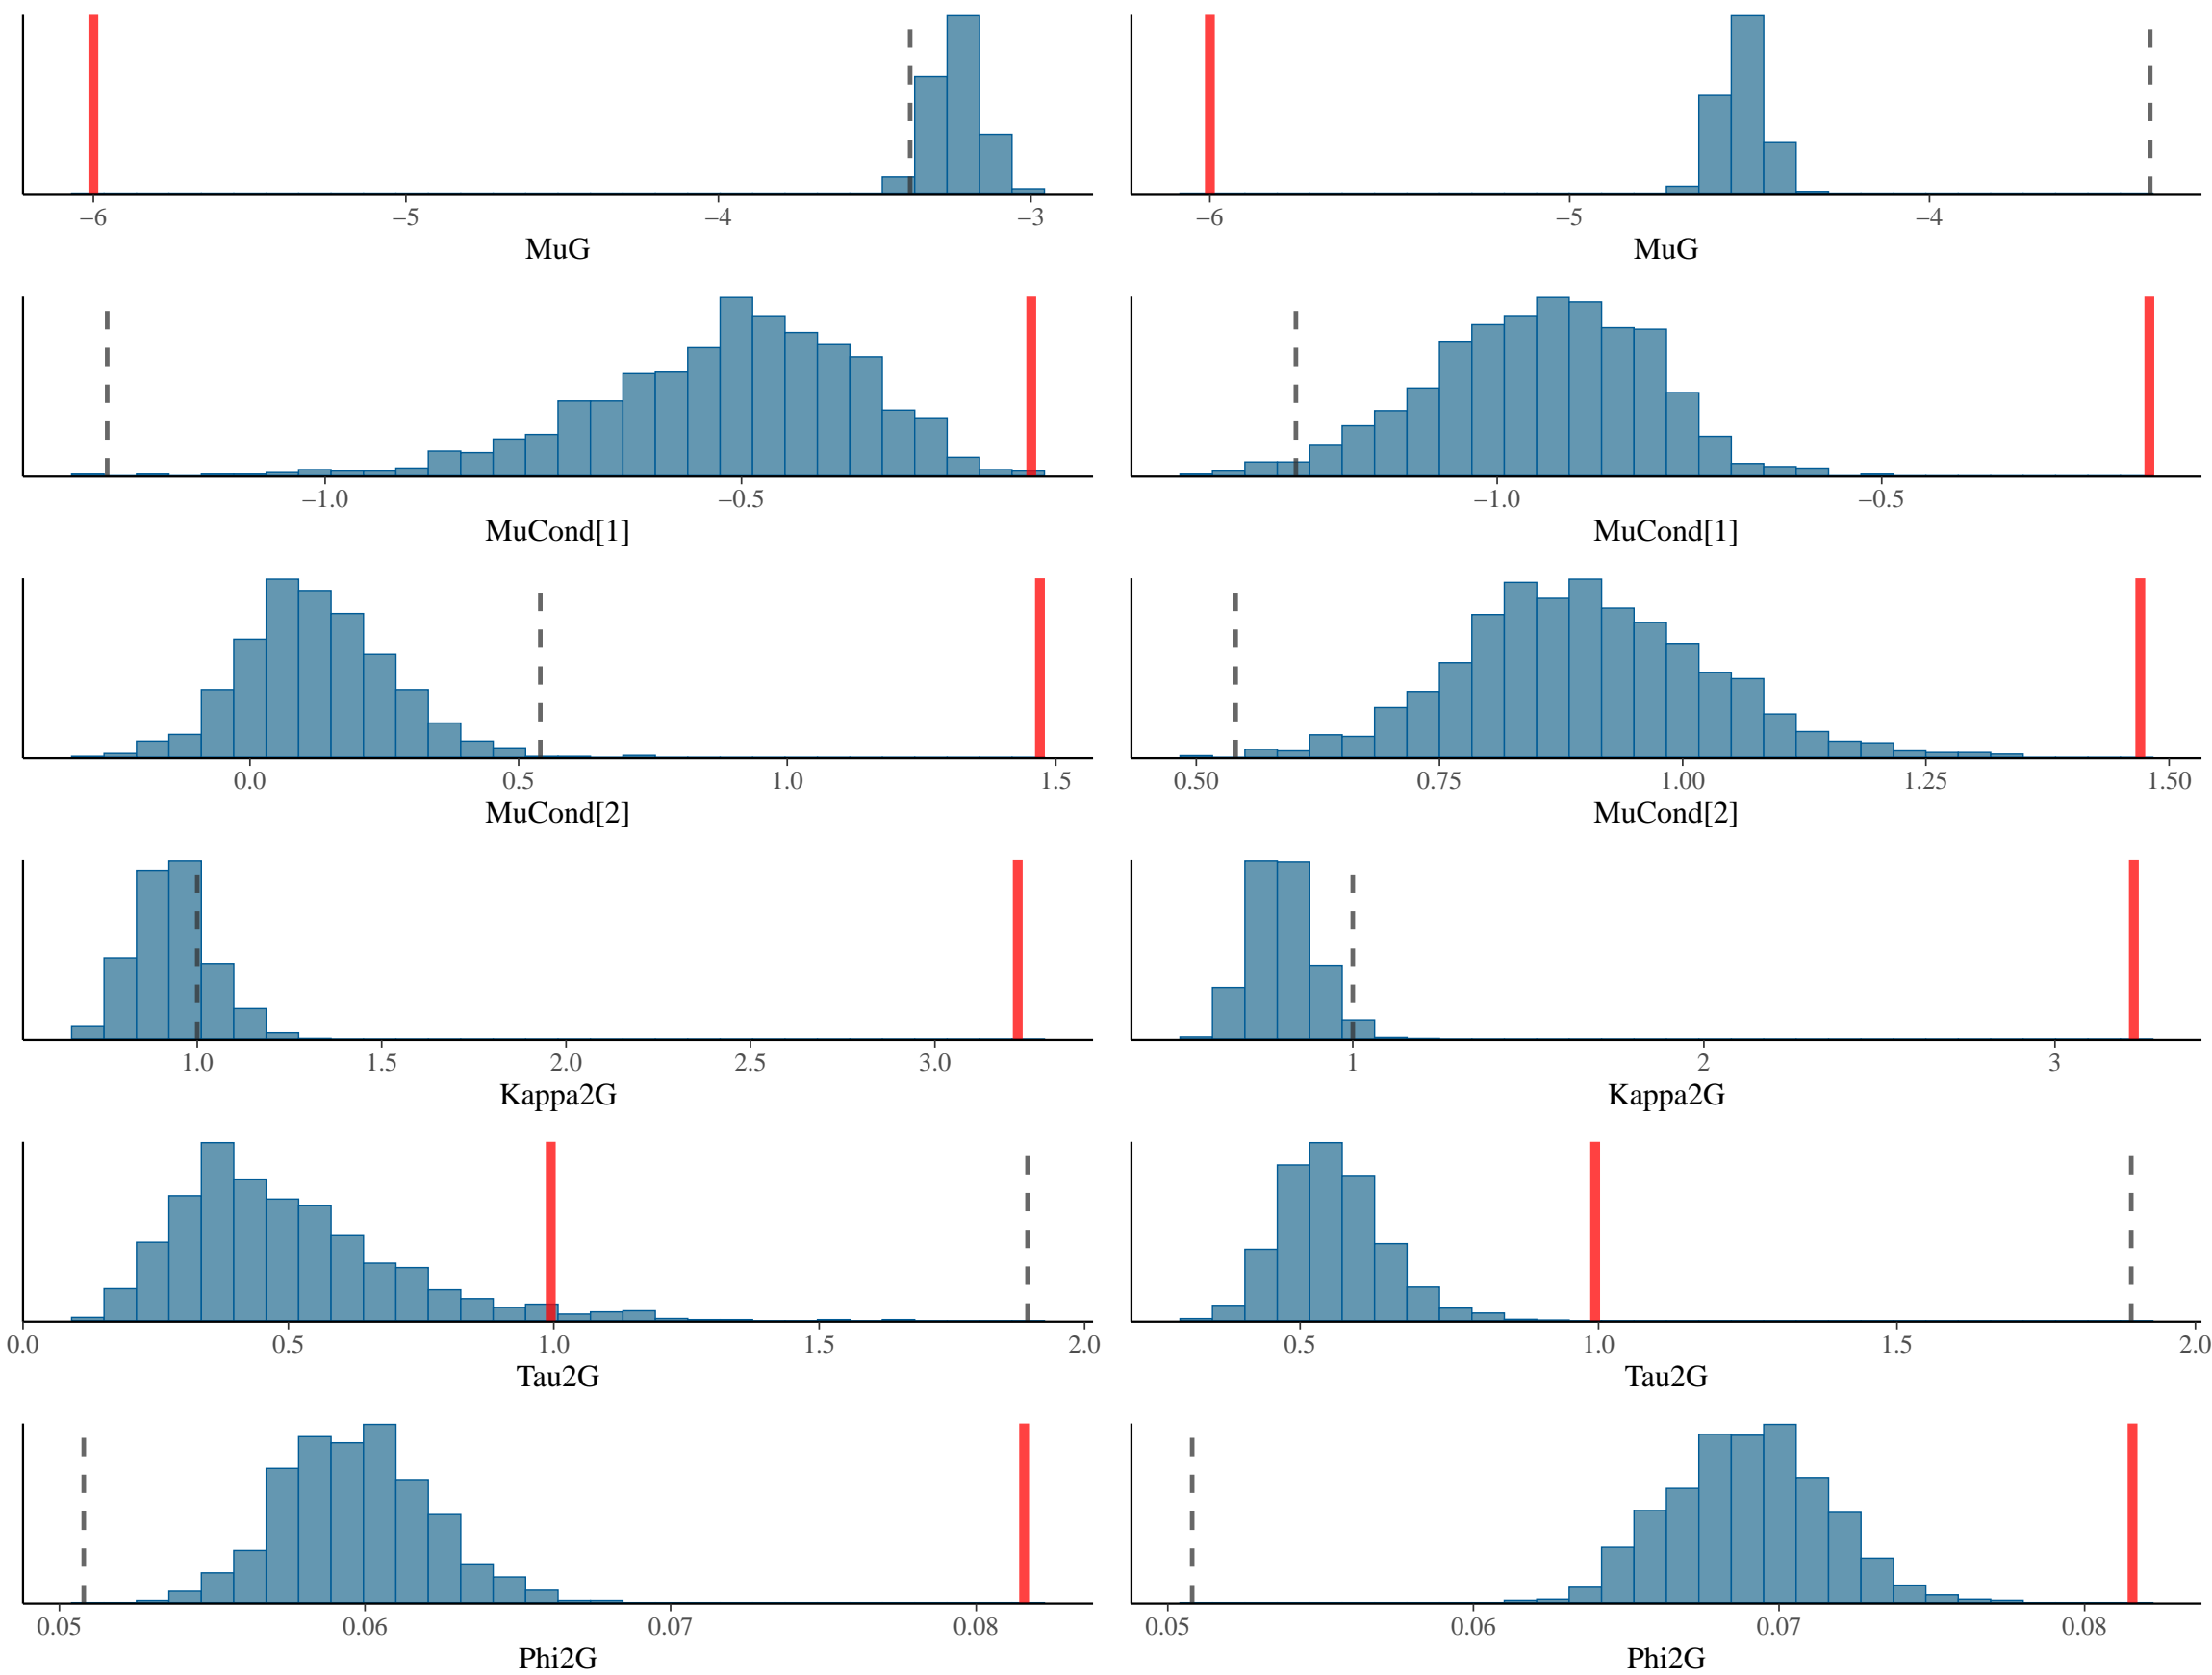 −6 −5 −4 −3 −6 −5 −4
MuG MuG
−1.0 −0.5 −1.0 −0.5
MuCond[1] MuCond[1]
0.0 0.5 1.0 1.5 0.50 0.75 1.00 1.25 1.50
MuCond[2] MuCond[2]
1.0 1.5 2.0 2.5 3.0 1 2 3
Kappa2G Kappa2G
0.0 0.5 1.0 1.5 2.0 0.5 1.0 1.5 2.0
Tau2G Tau2G
0.05 0.06 0.07 0.08 0.05 0.06 0.07 0.08
Phi2G Phi2G